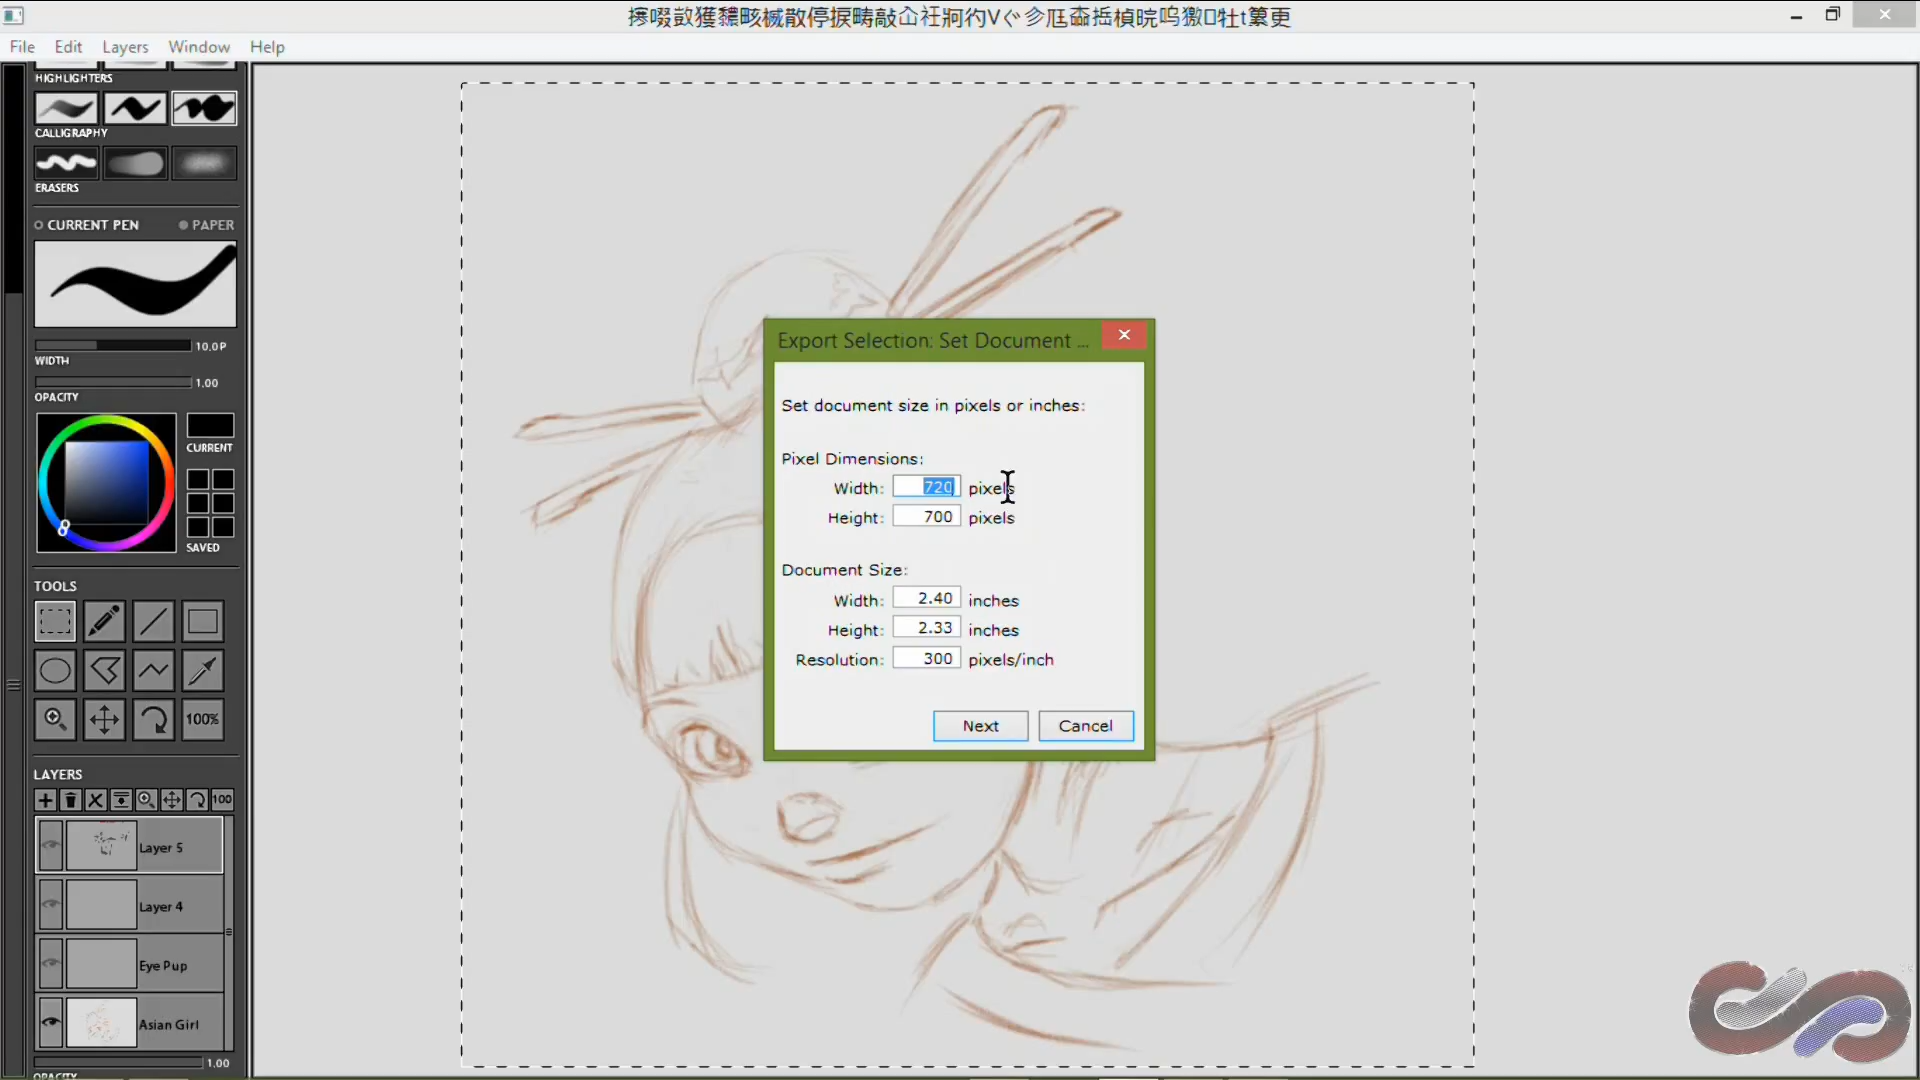 File Edit Layers Window Help
HIGHLIGHTERS
CALLIGRAPHY
ERASERS
CURRENT PEN
PAPER
10.0P
WIDTH
1.00
OPACITY
CURRENT
SAVED
TOOLS
100%
LAYERS
100
Layer 5
Layer 4
Eye Pup
Asian Girl
1.00
OPACITY
Export Selection: Set Document ...
Set document size in pixels or inches:
Pixel Dimensions:
Width: 720 pixels
Height: 700 pixels
Document Size:
Width: 2.40 inches
Height: 2.33 inches
Resolution: 300 pixels/inch
Next Cancel